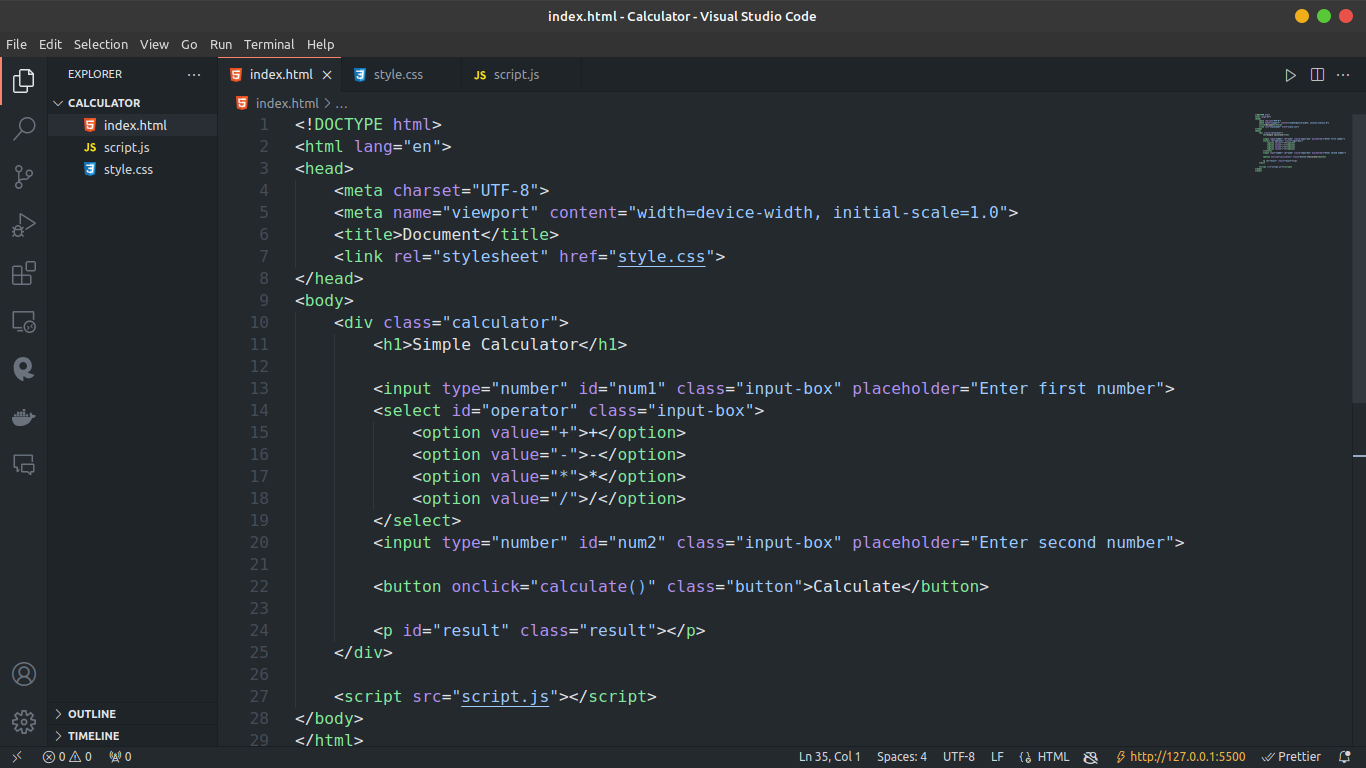 index.html - Calculator - Visual Studio Code
File Edit Selection View Go Run Terminal Help
EXPLORER ...
CALCULATOR
index.html
script.js
style.css
OUTLINE
TIMELINE
index.html style.css script.js
index.html > ...
1 <!DOCTYPE html>
2 <html lang="en">
3 <head>
4     <meta charset="UTF-8">
5     <meta name="viewport" content="width=device-width, initial-scale=1.0">
6     <title>Document</title>
7     <link rel="stylesheet" href="style.css">
8 </head>
9 <body>
10     <div class="calculator">
11         <h1>Simple Calculator</h1>
12
13         <input type="number" id="num1" class="input-box" placeholder="Enter first number">
14         <select id="operator" class="input-box">
15             <option value="+">+</option>
16             <option value="-">-</option>
17             <option value="*">*</option>
18             <option value="/">/</option>
19         </select>
20         <input type="number" id="num2" class="input-box" placeholder="Enter second number">
21
22         <button onclick="calculate()" class="button">Calculate</button>
23
24         <p id="result" class="result"></p>
25     </div>
26
27     <script src="script.js"></script>
28 </body>
29 </html>
0 0 0 Ln 35, Col 1 Spaces: 4 UTF-8 LF HTML http://127.0.0.1:5500 Prettier